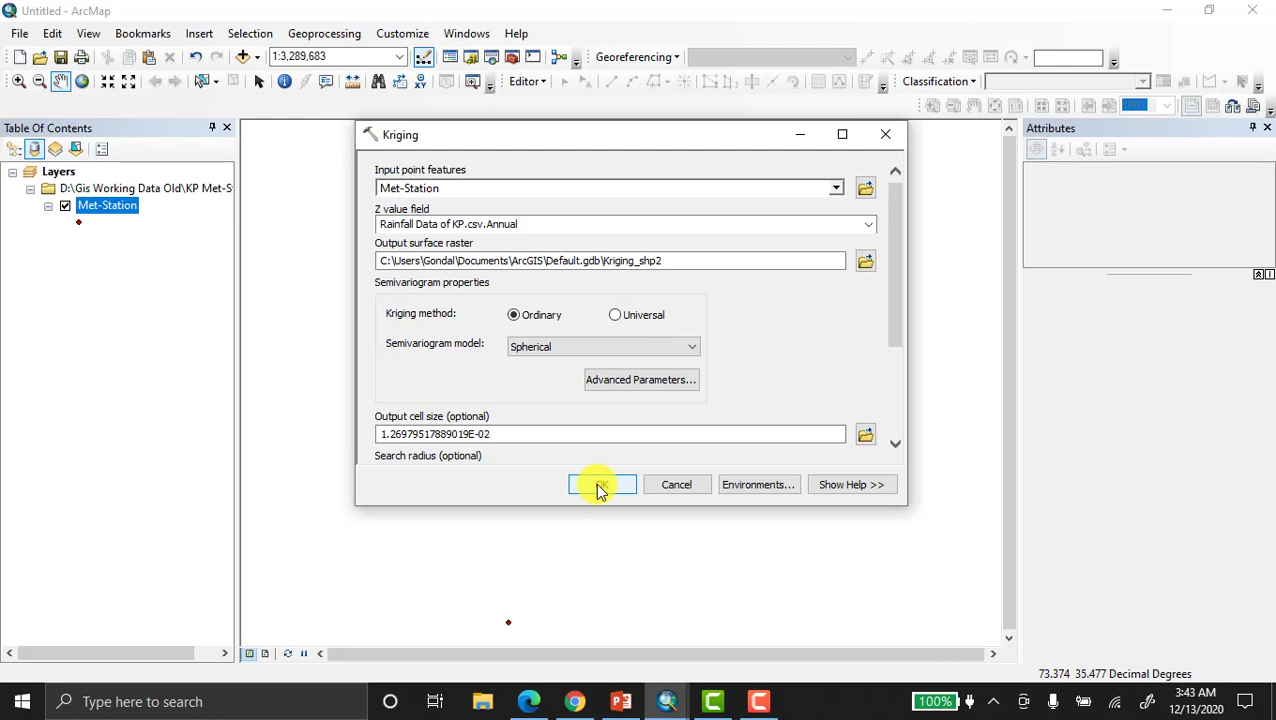 Untitled - ArcMap
File Edit View Bookmarks Insert Selection Geoprocessing Customize Windows Help
1:3,289,683
Georeferencing
Editor
Classification
Table Of Contents
Layers
D:\Gis Working Data Old\KP Met-S
Met-Station
Kriging
Input point features
Met-Station
Z value field
Rainfall Data of KP.csv.Annual
Output surface raster
C:\Users\Gondal\Documents\ArcGIS\Default.gdb\Kriging_shp2
Semivariogram properties
Kriging method: Ordinary Universal
Semivariogram model: Spherical
Advanced Parameters...
Output cell size (optional)
1.26979517889019E-02
Search radius (optional)
OK Cancel Environments... Show Help >>
Attributes
73.374 35.477 Decimal Degrees
Type here to search
100%
3:43 AM
12/13/2020